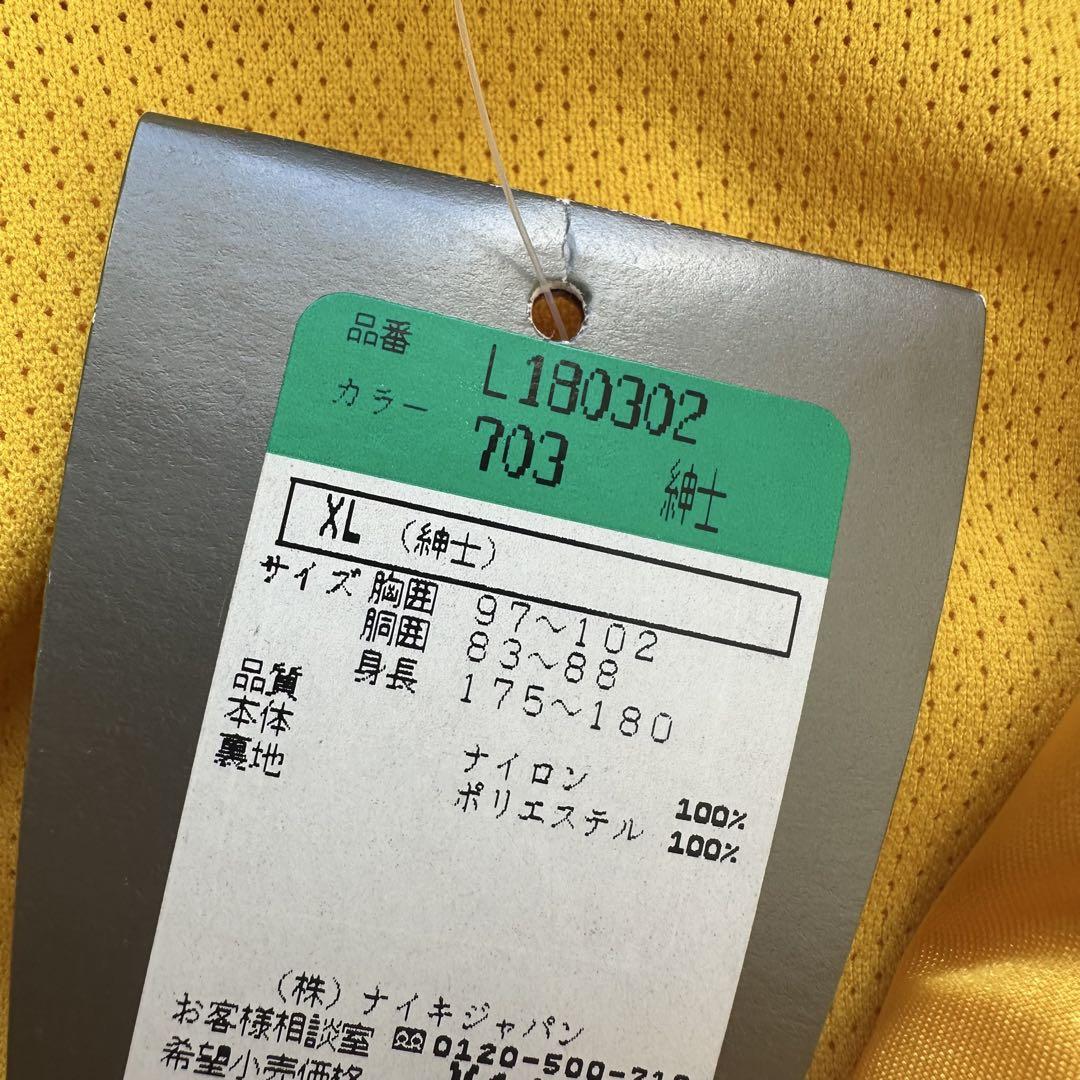 品番 L180302
カラー 703 紳士
XL (紳士)
サイズ 胸囲 97~102
胴囲 83~88
身長 175~180
品質
本体 ナイロン 100%
裏地 ポリエステル 100%
(株)ナイキジャパン
お客様相談室 0120-500-719
希望小売価格